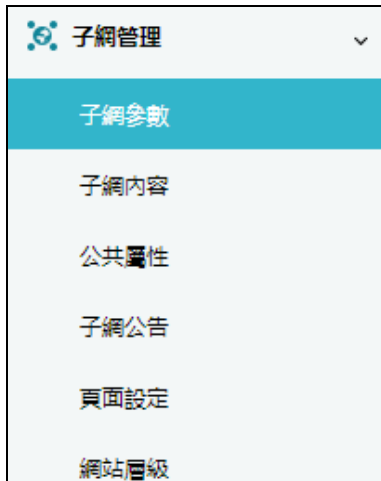 子網管理
子網參數
子網內容
公共屬性
子網公告
頁面設定
網站層級